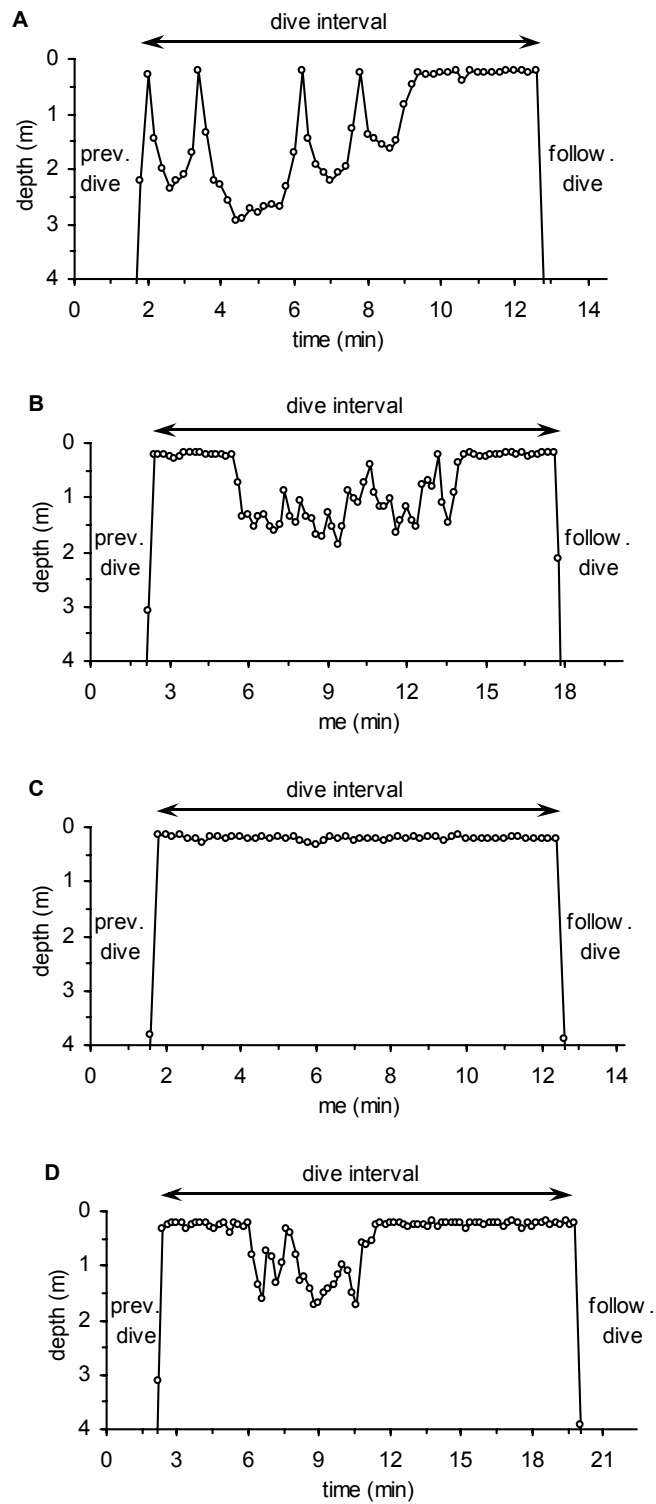 A
dive interval
0
1
2
3
4
depth (m)
prev.
dive
follow.
dive
0 2 4 6 8 10 12 14
time (min)
B
dive interval
0
1
2
3
4
depth (m)
prev.
dive
follow.
dive
0 3 6 9 12 15 18
me (min)
C
dive interval
0
1
2
3
4
depth (m)
prev.
dive
follow.
dive
0 2 4 6 8 10 12 14
me (min)
D
dive interval
0
1
2
3
4
depth (m)
prev.
dive
follow.
dive
0 3 6 9 12 15 18 21
time (min)